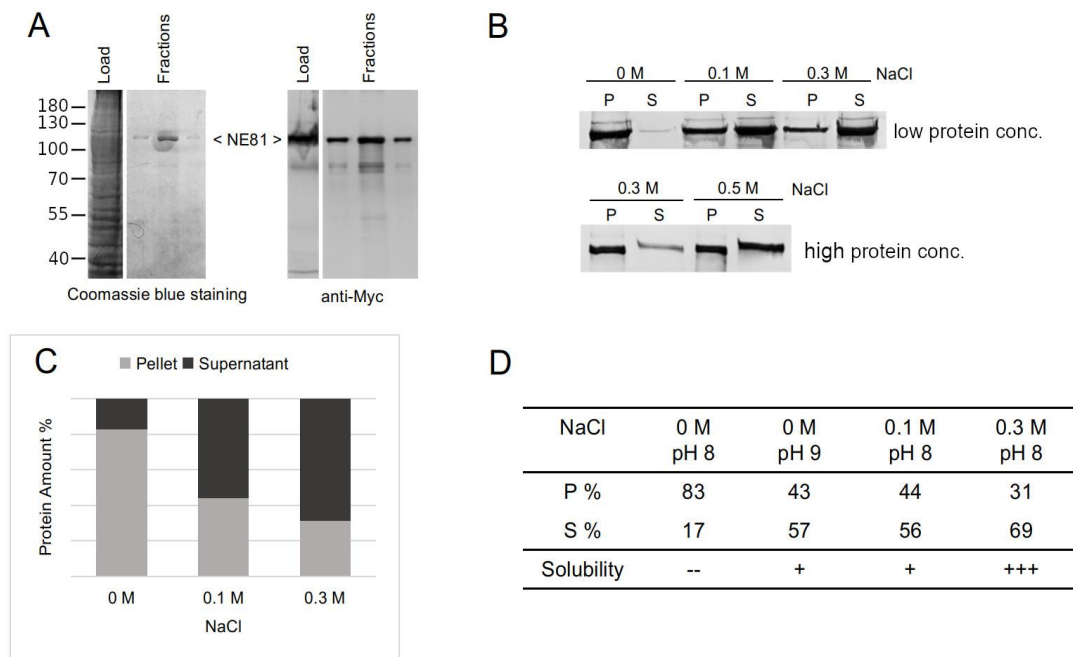 A
Load
Fractions
Load
Fractions
180
130
100
70
55
40
< NE81 >
Coomassie blue staining
anti-Myc
B
0 M 0.1 M 0.3 M NaCl
P S P S P S
low protein conc.
0.3 M 0.5 M NaCl
P S P S
high protein conc.
C
Pellet Supernatant
Protein Amount %
0 M 0.1 M 0.3 M
NaCl
D
NaCl 0 M 0 M 0.1 M 0.3 M
pH 8 pH 9 pH 8 pH 8
P % 83 43 44 31
S % 17 57 56 69
Solubility -- + + +++